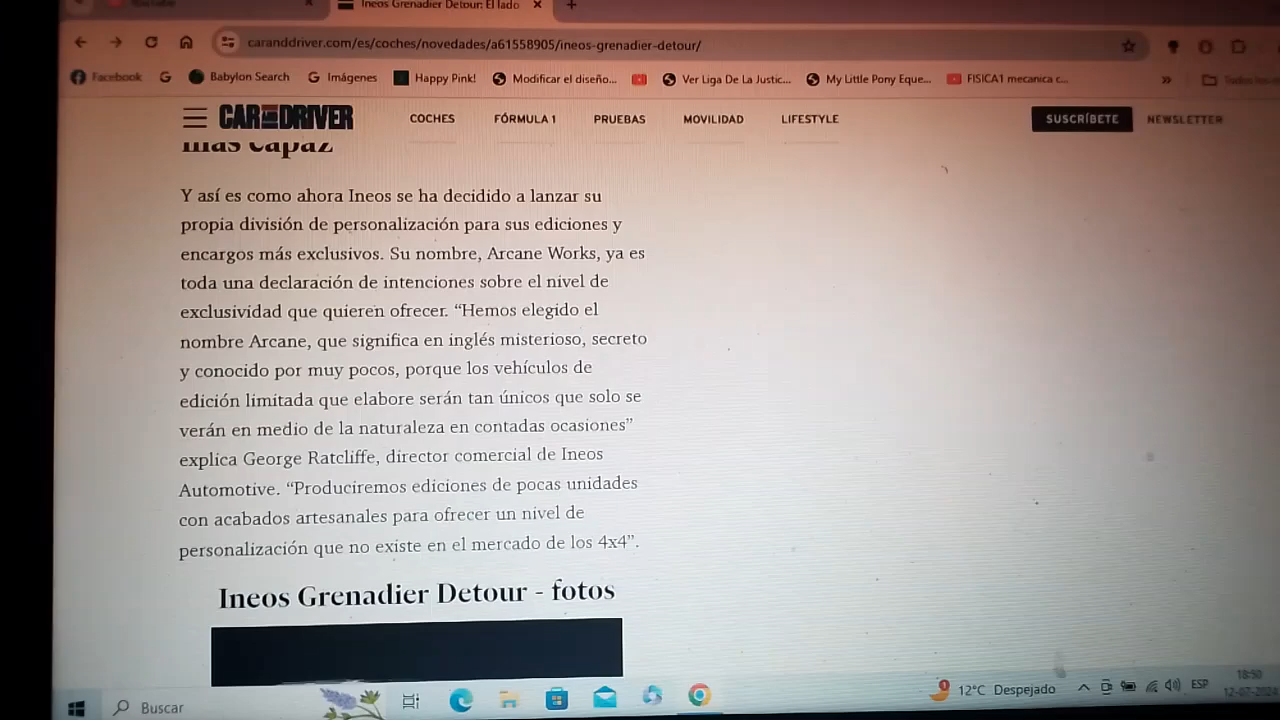 Ineos Grenadier Detour: El lado
caranddriver.com/es/coches/novedades/a61558905/ineos-grenadier-detour/
Facebook G Babylon Search Imágenes Happy Pink! Modificar el diseño... Ver Liga De La Justic... My Little Pony Eque... FISICA1 mecanica c... »
CAR AND DRIVER COCHES FÓRMULA 1 PRUEBAS MOVILIDAD LIFESTYLE SUSCRÍBETE NEWSLETTER
más capaz
Y así es como ahora Ineos se ha decidido a lanzar su
propia división de personalización para sus ediciones y
encargos más exclusivos. Su nombre, Arcane Works, ya es
toda una declaración de intenciones sobre el nivel de
exclusividad que quieren ofrecer. “Hemos elegido el
nombre Arcane, que significa en inglés misterioso, secreto
y conocido por muy pocos, porque los vehículos de
edición limitada que elabore serán tan únicos que solo se
verán en medio de la naturaleza en contadas ocasiones”
explica George Ratcliffe, director comercial de Ineos
Automotive. “Produciremos ediciones de pocas unidades
con acabados artesanales para ofrecer un nivel de
personalización que no existe en el mercado de los 4x4”.
Ineos Grenadier Detour - fotos
Buscar 1 12°C Despejado ESP 18:50